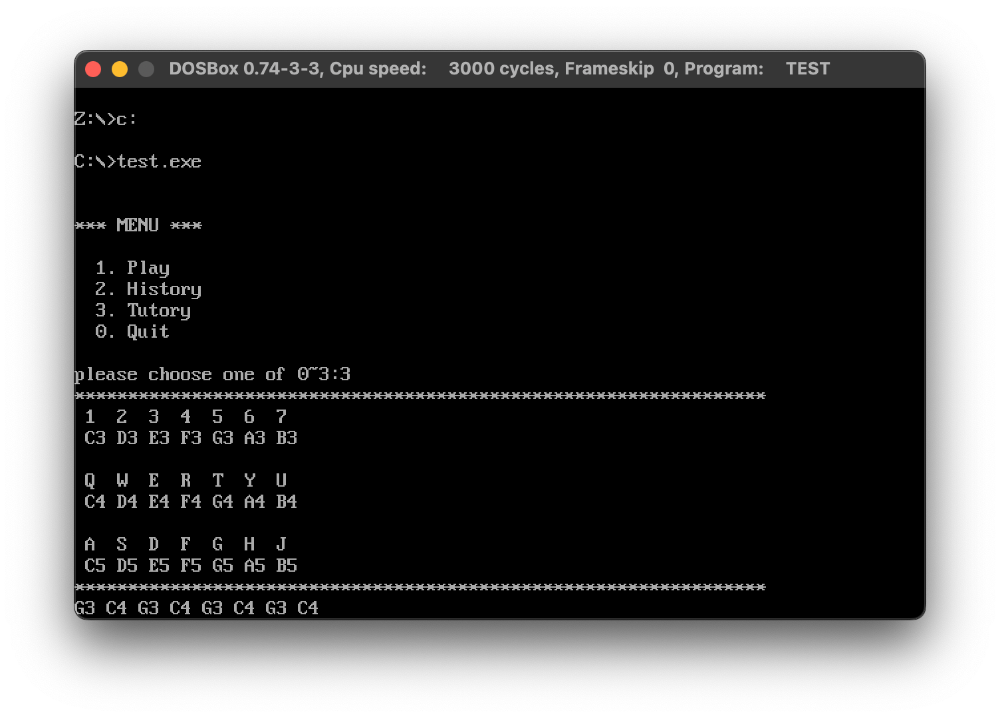 DOSBox 0.74-3-3, Cpu speed: 3000 cycles, Frameskip 0, Program: TEST
Z:\>c:
C:\>test.exe
*** MENU ***
1. Play
2. History
3. Tutory
0. Quit
please choose one of 0~3:3
*****************************************************************
1 2 3 4 5 6 7
C3 D3 E3 F3 G3 A3 B3
Q W E R T Y U
C4 D4 E4 F4 G4 A4 B4
A S D F G H J
C5 D5 E5 F5 G5 A5 B5
*****************************************************************
G3 C4 G3 C4 G3 C4 G3 C4